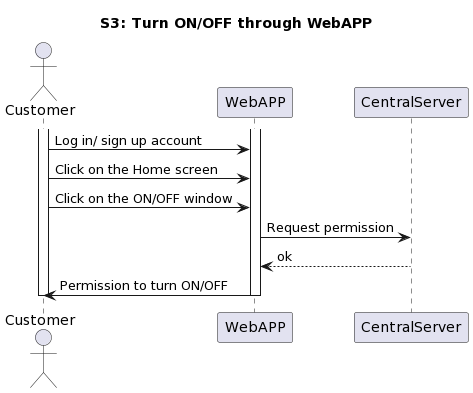 S3: Turn ON/OFF through WebAPP
Customer
WebAPP
CentralServer
Log in/ sign up account
Click on the Home screen
Click on the ON/OFF window
Request permission
ok
Permission to turn ON/OFF
Customer
WebAPP
CentralServer